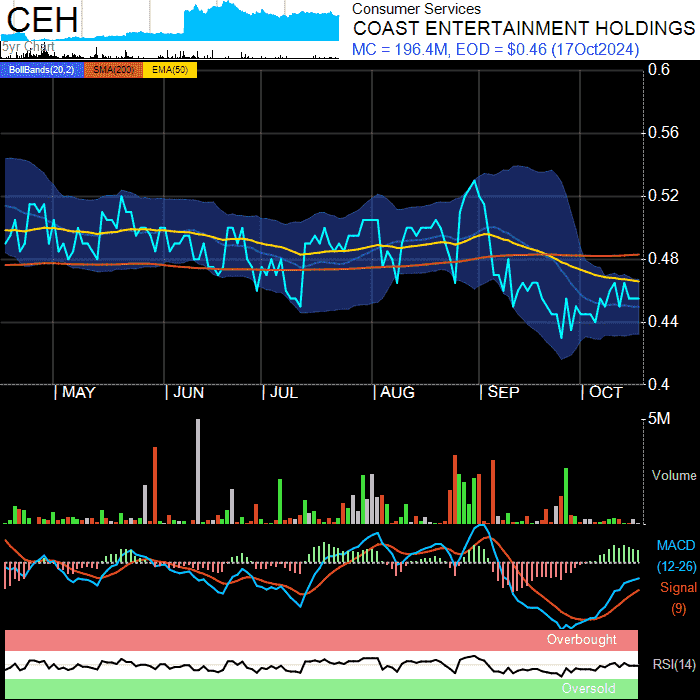 CEH
Consumer Services
COAST ENTERTAINMENT HOLDINGS
MC = 196.4M, EOD = $0.46 (17Oct2024)
5yr Chart
BollBands(20,2) SMA(200) EMA(50)
0.6
0.56
0.52
0.48
0.44
0.4
MAY JUN JUL AUG SEP OCT
5M
Volume
MACD
(12-26)
Signal
(9)
Overbought
RSI(14)
Oversold